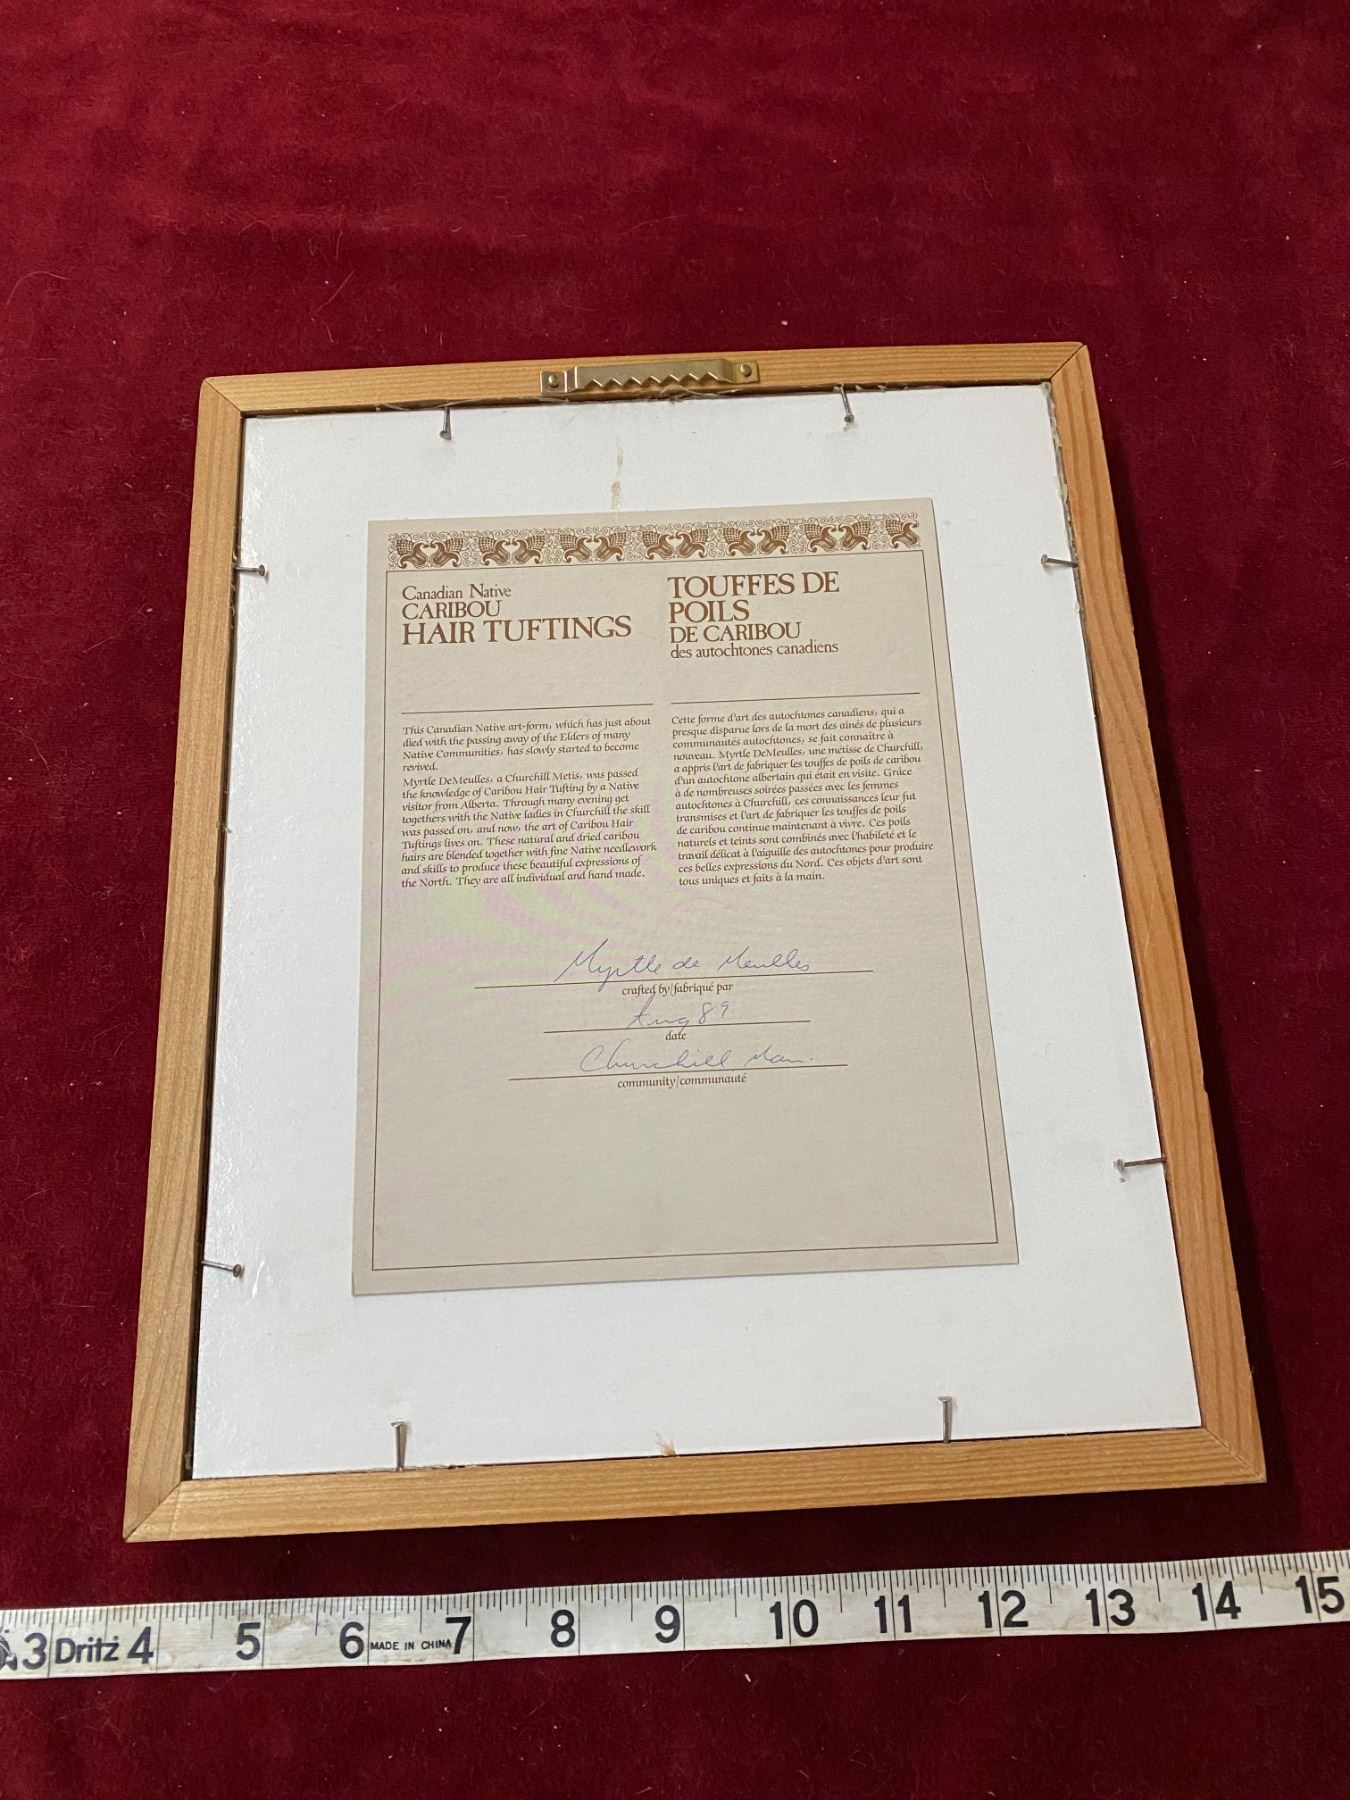 Canadian Native
CARIBOU
HAIR TUFTINGS
This Canadian Native art-form, which has just about
died with the passing away of the Elders of many
Native Communities, has slowly started to become
revived.
Myrtle DeMeulles, a Churchill Metis, was passed
the knowledge of Caribou Hair Tufting by a Native
visitor from Alberta. Through many evening get
togethers with the Native ladies in Churchill the skill
was passed on, and now, the art of Caribou Hair
Tuftings lives on. These natural and dried caribou
hairs are blended together with fine Native needlework
and skills to produce these beautiful expressions of
the North. They are all individual and hand made.
TOUFFES DE
POILS
DE CARIBOU
des autochtones canadiens
Cette forme d'art des autochtones canadiens, qui a
presque disparue lors de la mort des ainés de plusieurs
communautés autochtones, se fait connaitre à
nouveau. Myrtle DeMeulles, une métisse de Churchill,
a appris l'art de fabriquer les touffes de poils de caribou
d'un autochtone albertain qui était en visite. Grâce
à de nombreuses soirées passées avec les femmes
autochtones à Churchill, ces connaissances leur fut
transmises et l'art de fabriquer les touffes de poils
de caribou continue maintenant à vivre. Ces poils
naturels et teints sont combinés avec l'habileté et le
travail délicat à l'aiguille des autochtones pour produire
ces belles expressions du Nord. Ces objets d'art sont
tous uniques et faits à la main.
Myrtle de Meulles
crafted by/fabriqué par
Aug 89
date
Churchill Man.
community/communauté
3 Dritz 4 5 6 MADE IN CHINA 7 8 9 10 11 12 13 14 15